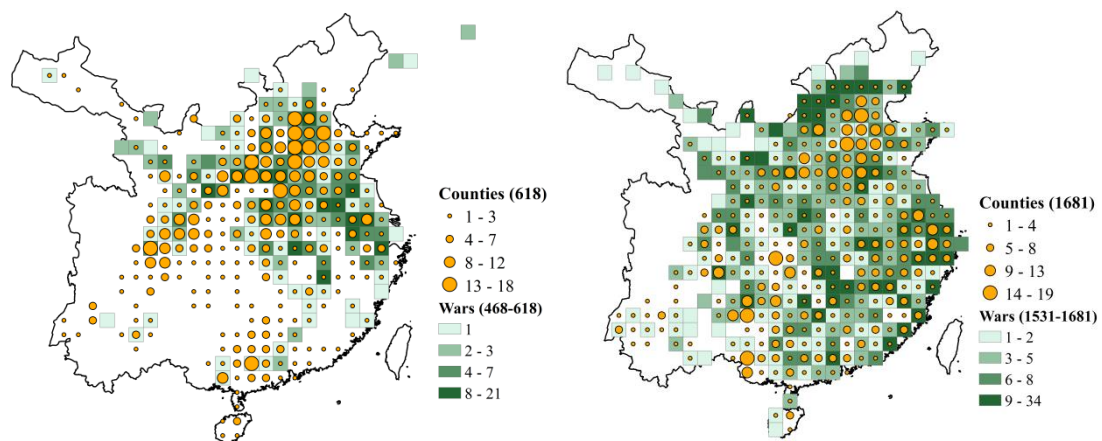 Counties (618)
1 - 3
4 - 7
8 - 12
13 - 18
Wars (468-618)
1
2 - 3
4 - 7
8 - 21
Counties (1681)
1 - 4
5 - 8
9 - 13
14 - 19
Wars (1531-1681)
1 - 2
3 - 5
6 - 8
9 - 34